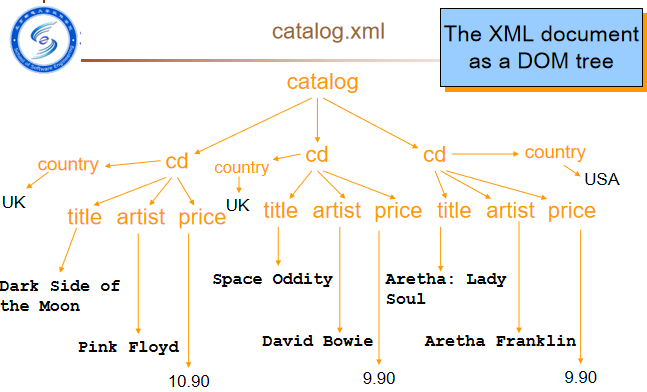 catalog.xml
The XML document
as a DOM tree
catalog
country cd country cd cd country
UK UK USA
title artist price title artist price title artist price
Dark Side of
the Moon
Space Oddity
Aretha: Lady
Soul
Pink Floyd
David Bowie
Aretha Franklin
10.90
9.90
9.90